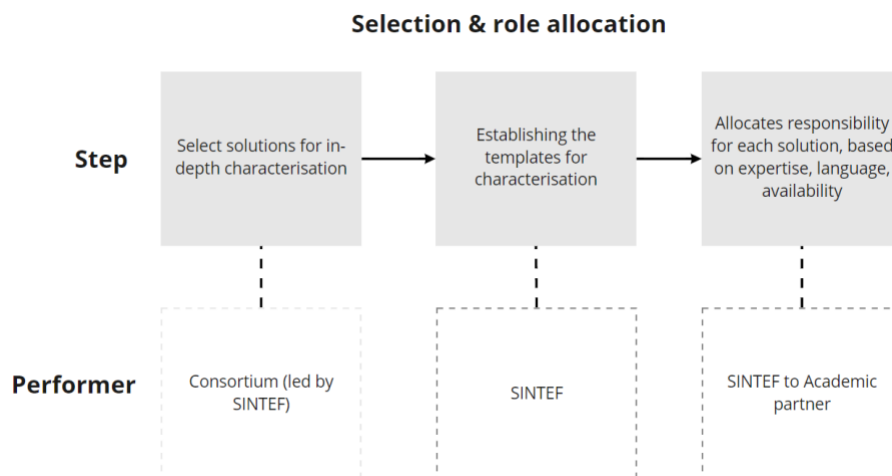 Selection & role allocation
Step
Select solutions for in-
depth characterisation
Establishing the
templates for
characterisation
Allocates responsibility
for each solution, based
on expertise, language,
availability
Performer
Consortium (led by
SINTEF)
SINTEF
SINTEF to Academic
partner